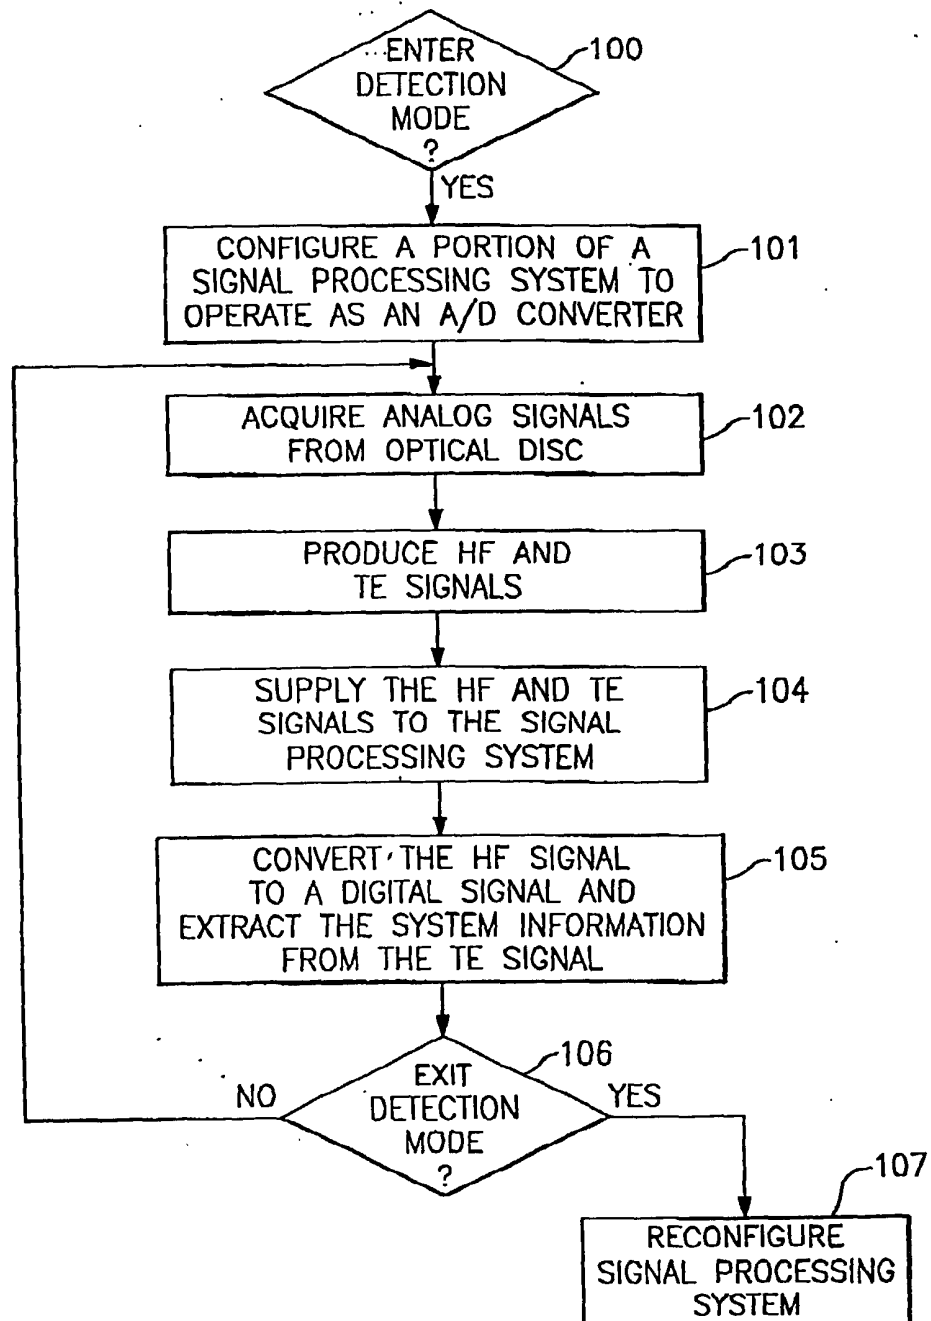 ENTER
DETECTION
MODE
?
100
YES
CONFIGURE A PORTION OF A
SIGNAL PROCESSING SYSTEM TO
OPERATE AS AN A/D CONVERTER
101
ACQUIRE ANALOG SIGNALS
FROM OPTICAL DISC
102
PRODUCE HF AND
TE SIGNALS
103
SUPPLY THE HF AND TE
SIGNALS TO THE SIGNAL
PROCESSING SYSTEM
104
CONVERT THE HF SIGNAL
TO A DIGITAL SIGNAL AND
EXTRACT THE SYSTEM INFORMATION
FROM THE TE SIGNAL
105
EXIT
DETECTION
MODE
?
106
NO
YES
107
RECONFIGURE
SIGNAL PROCESSING
SYSTEM